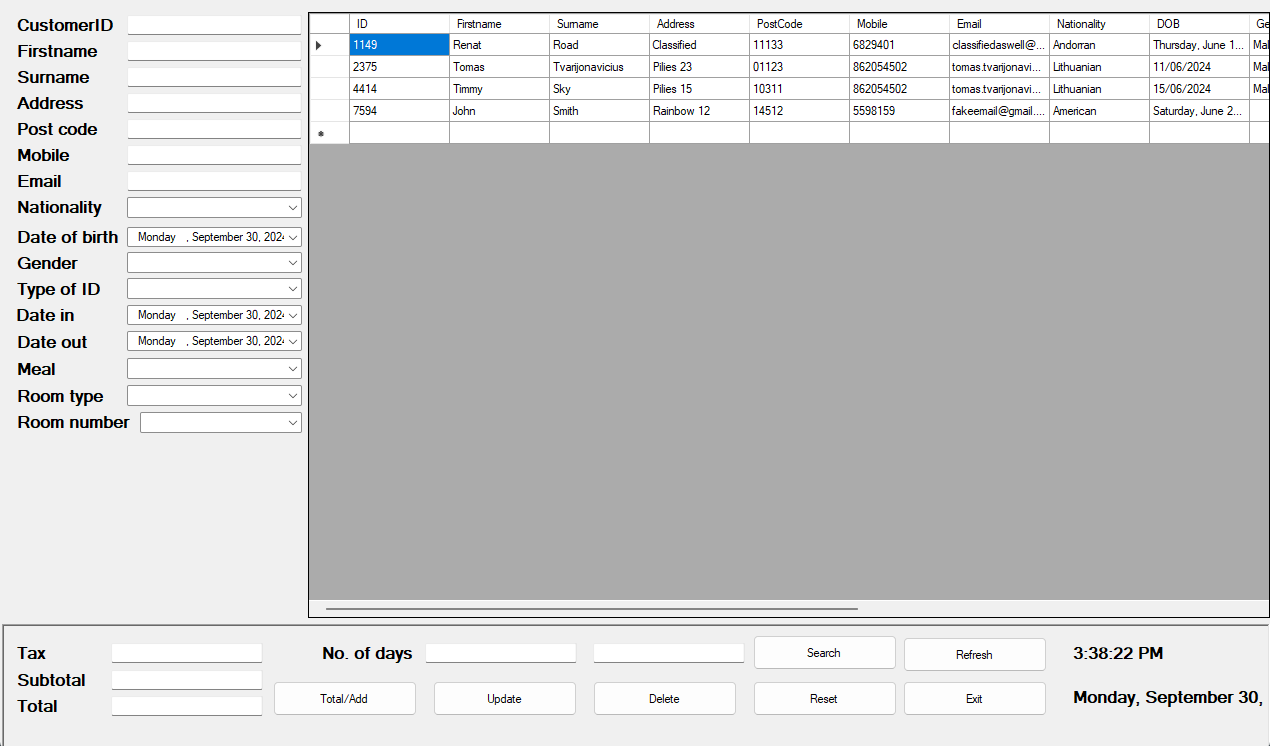 CustomerID
Firstname
Surname
Address
Post code
Mobile
Email
Nationality
Date of birth Monday , September 30, 2024
Gender
Type of ID
Date in Monday , September 30, 2024
Date out Monday , September 30, 2024
Meal
Room type
Room number
ID Firstname Surname Address PostCode Mobile Email Nationality DOB Ge
1149 Renat Road Classified 11133 6829401 classifiedaswell@... Andorran Thursday, June 1... Mal
2375 Tomas Tvarijonavicius Pilies 23 01123 862054502 tomas.tvarijonavi... Lithuanian 11/06/2024 Mal
4414 Timmy Sky Pilies 15 10311 862054502 tomas.tvarijonavi... Lithuanian 15/06/2024 Mal
7594 John Smith Rainbow 12 14512 5598159 fakeemail@gmail.... American Saturday, June 2...
Tax No. of days Search Refresh 3:38:22 PM
Subtotal
Total Total/Add Update Delete Reset Exit Monday, September 30,